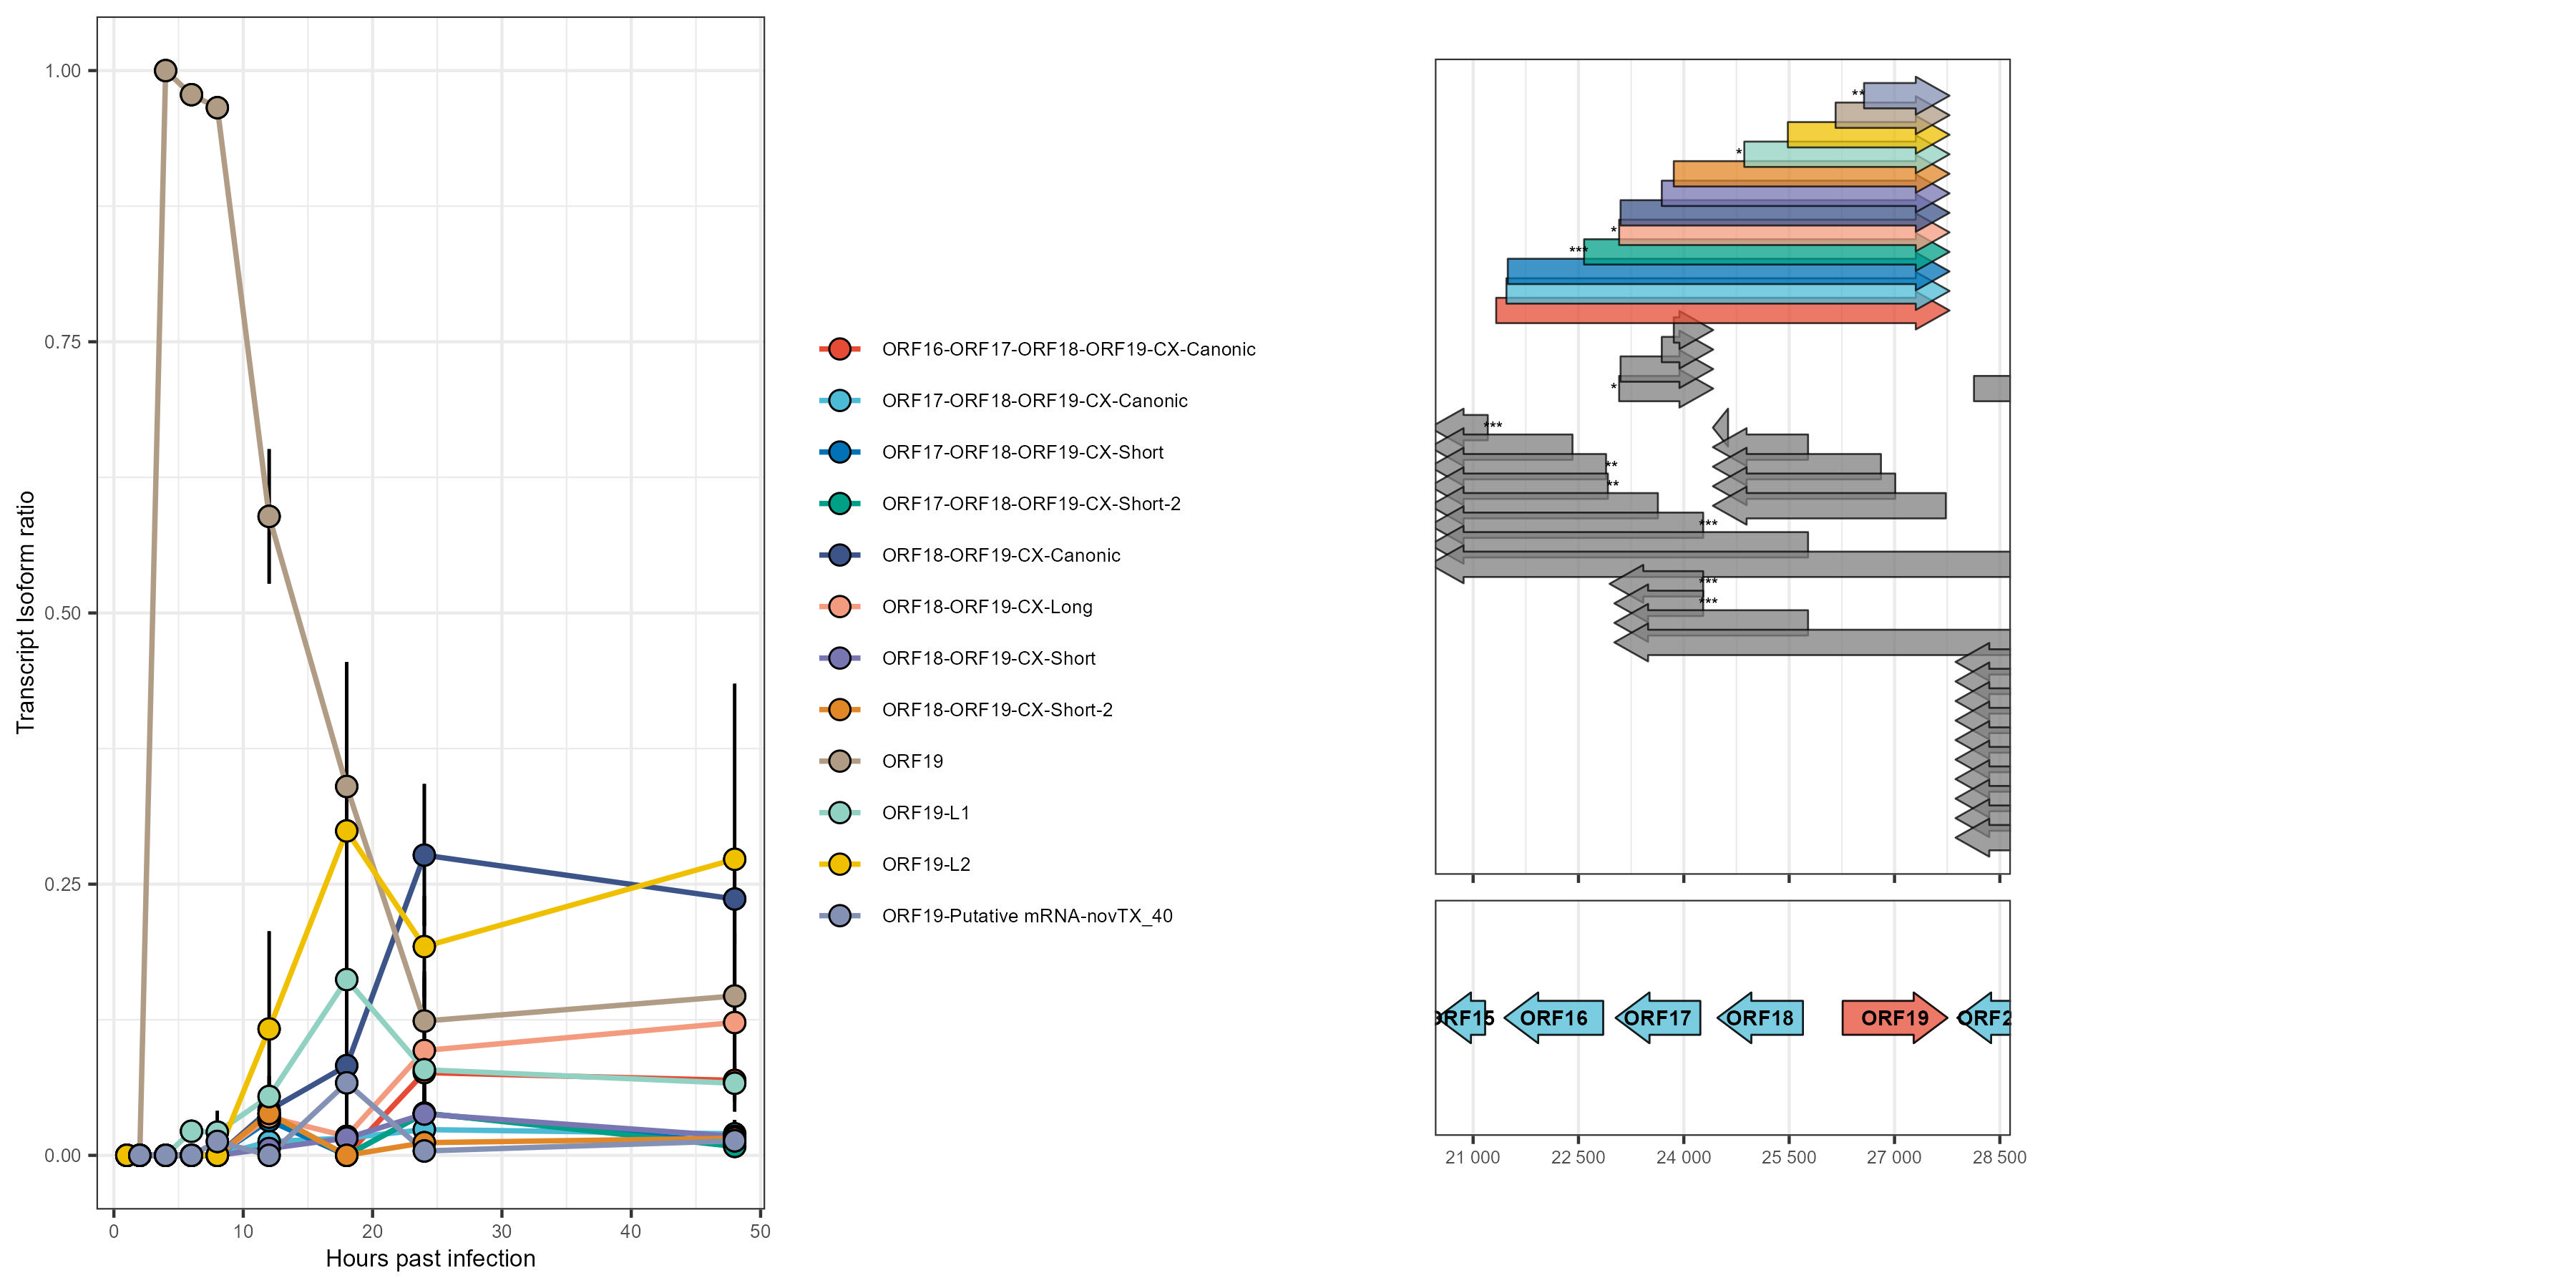 Transcript Isoform ratio
1.00
0.75
0.50
0.25
0.00
0 10 20 30 40 50
Hours past infection
ORF16-ORF17-ORF18-ORF19-CX-Canonic
ORF17-ORF18-ORF19-CX-Canonic
ORF17-ORF18-ORF19-CX-Short
ORF17-ORF18-ORF19-CX-Short-2
ORF18-ORF19-CX-Canonic
ORF18-ORF19-CX-Long
ORF18-ORF19-CX-Short
ORF18-ORF19-CX-Short-2
ORF19
ORF19-L1
ORF19-L2
ORF19-Putative mRNA-novTX_40
**
*
*
***
*
***
**
**
***
***
***
ORF15 ORF16 ORF17 ORF18 ORF19 ORF2
21 000 22 500 24 000 25 500 27 000 28 500